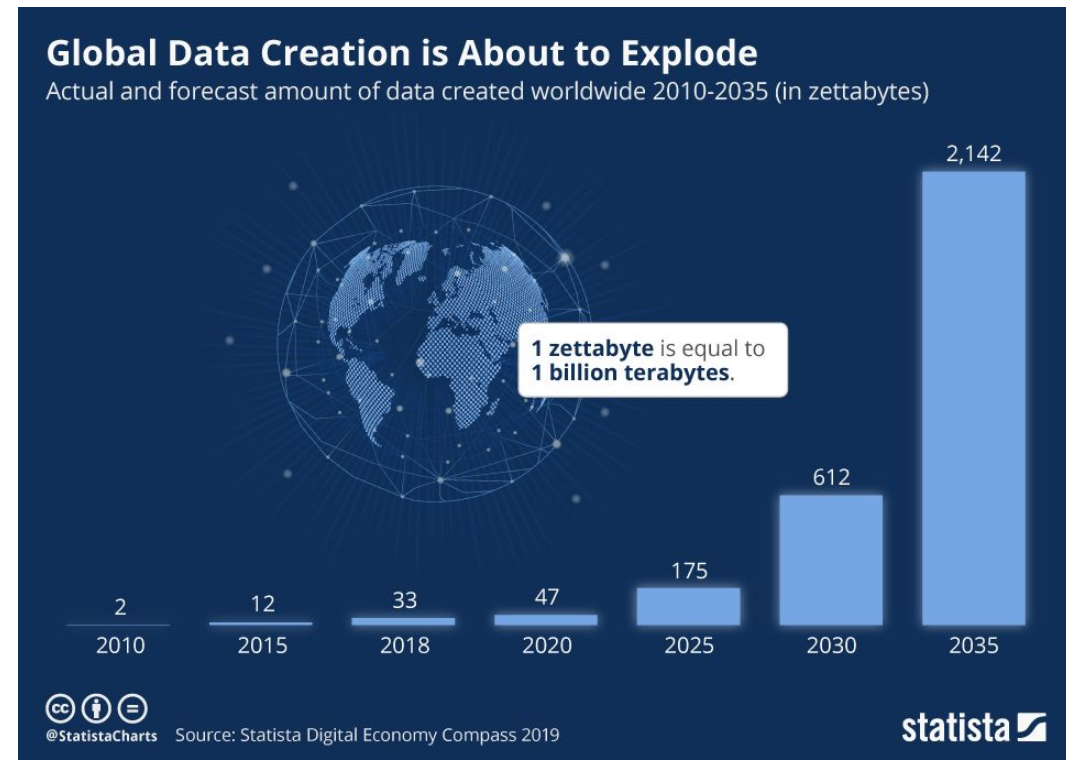 Global Data Creation is About to Explode
Actual and forecast amount of data created worldwide 2010-2035 (in zettabytes)
2,142
1 zettabyte is equal to
1 billion terabytes.
612
175
47
33
12
2
2010 2015 2018 2020 2025 2030 2035
cc
@StatistaCharts Source: Statista Digital Economy Compass 2019
statista